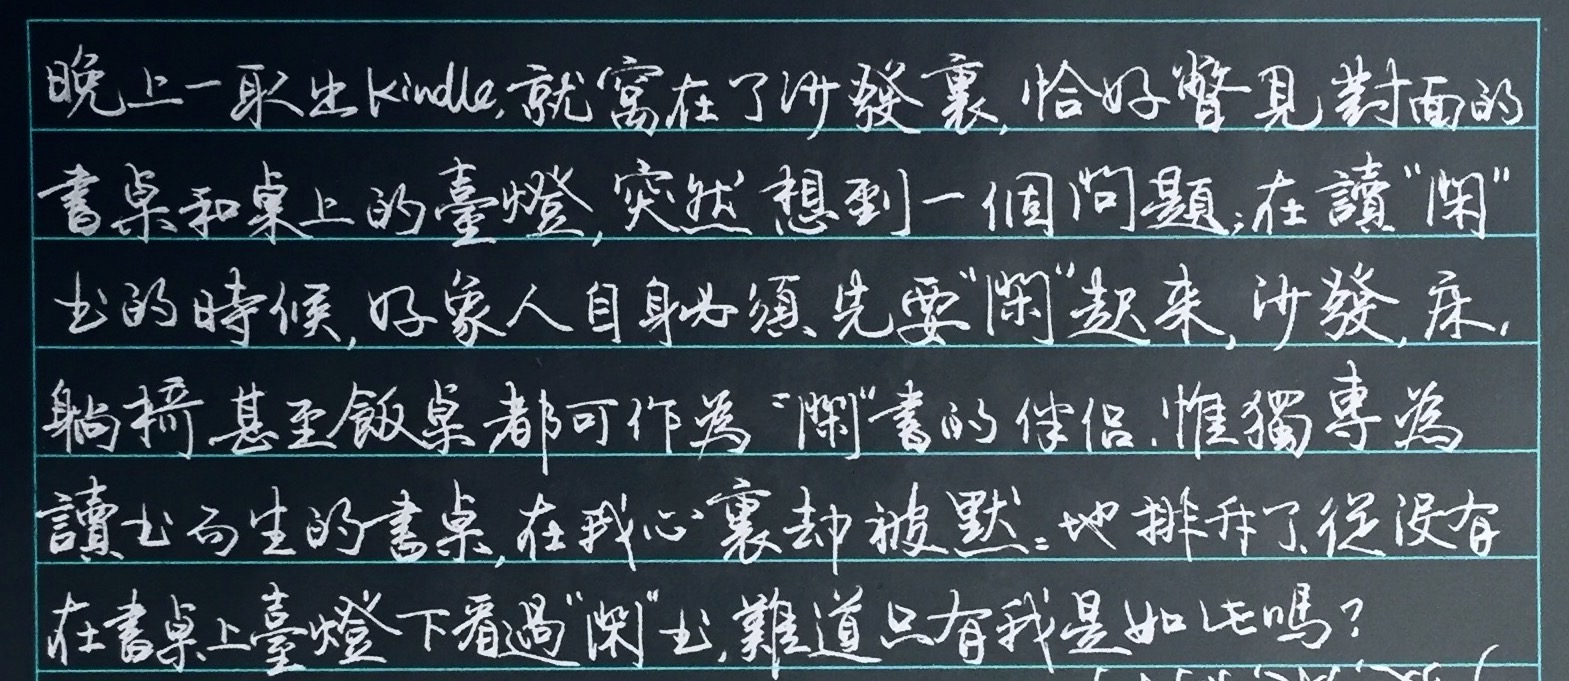 晚上一取出kindle,就窩在了沙發裏,恰好瞥見對面的
書桌和桌上的臺燈,突然想到一個問題;在讀“閑”
书的時候,好象人自身必須先要“閑”起来,沙發,床,
躺椅甚至飯桌都可作為“閑”書的伴侣.惟獨專為
讀书而生的書桌,在我心裏却被默:地排斥了.從没有
在書桌上臺燈下看過“閑”书,難道只有我是如此嗎?